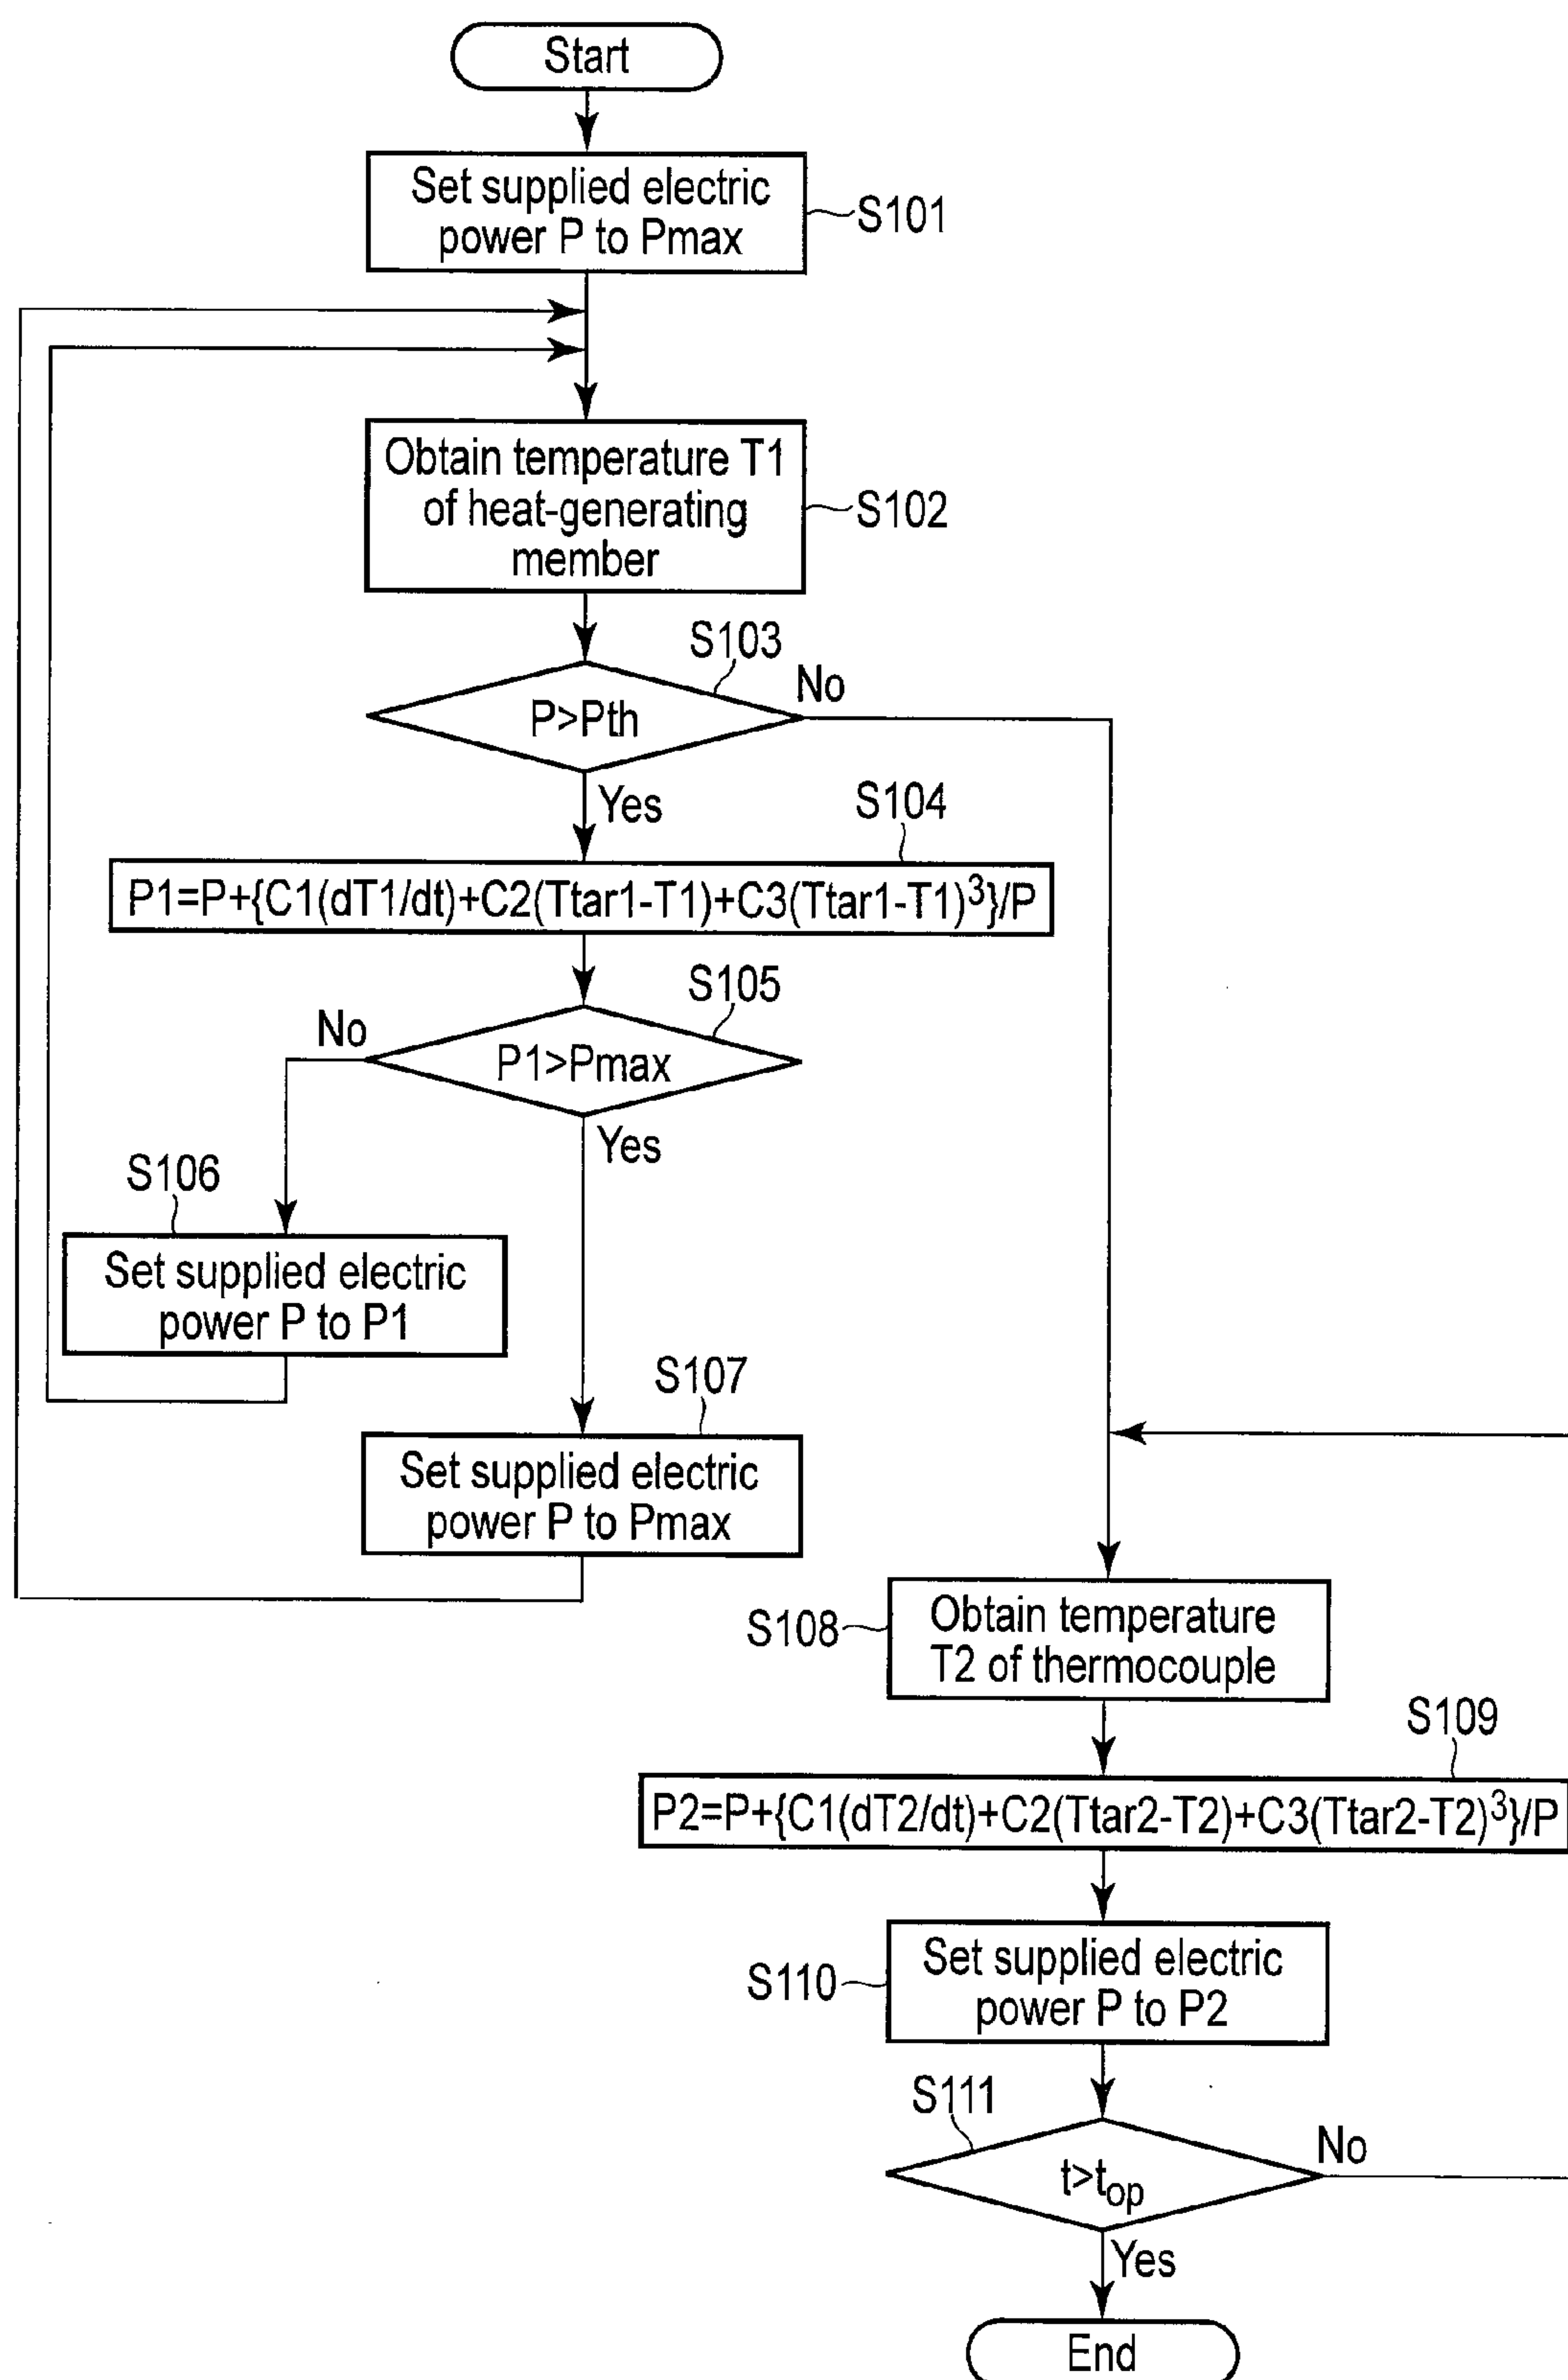 Start
Set supplied electric
power P to Pmax
S101
Obtain temperature T1
of heat-generating
member
S102
S103
No
P>Pth
Yes
S104
P1=P+{C1(dT1/dt)+C2(Ttar1-T1)+C3(Ttar1-T1)³}/P
S105
No
P1>Pmax
Yes
S106
Set supplied electric
power P to P1
S107
Set supplied electric
power P to Pmax
S108
Obtain temperature
T2 of thermocouple
S109
P2=P+{C1(dT2/dt)+C2(Ttar2-T2)+C3(Ttar2-T2)³}/P
S110
Set supplied electric
power P to P2
S111
No
t>top
Yes
End